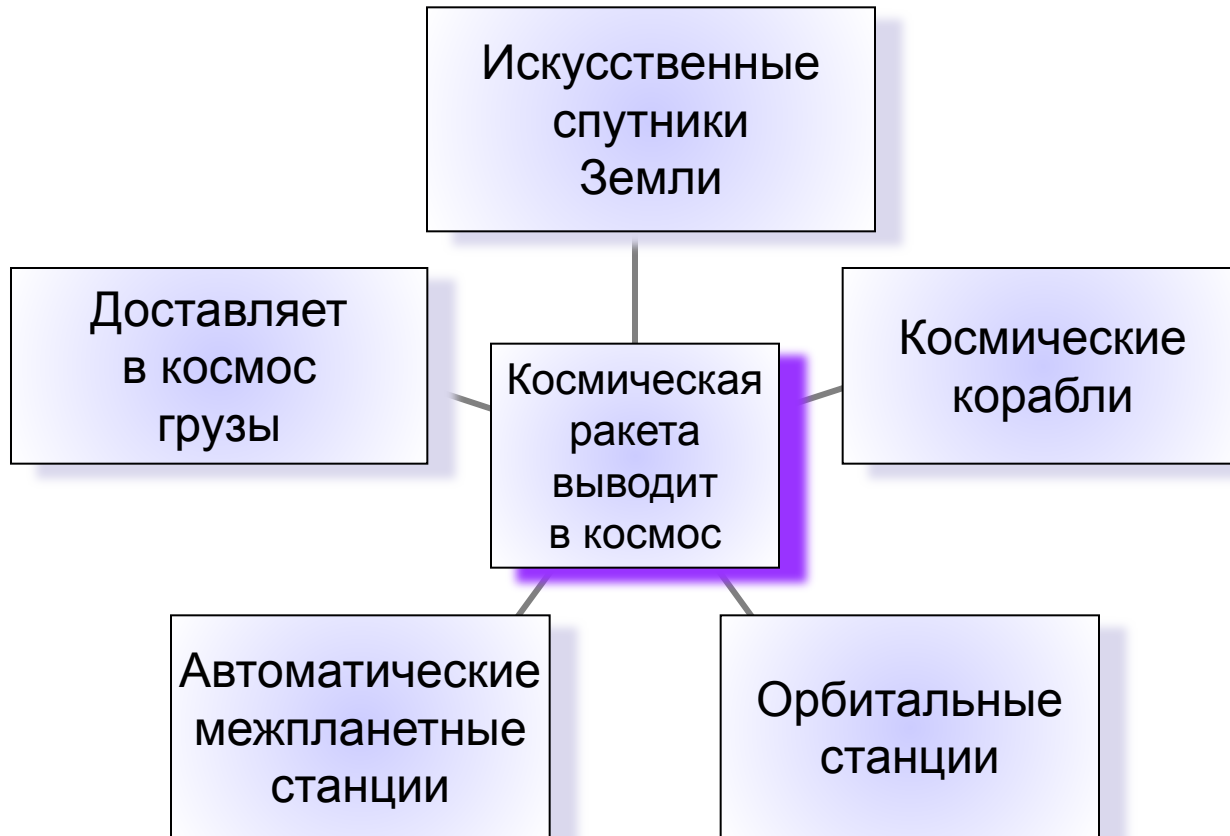 Искусственные
спутники
Земли
Доставляет
в космос
грузы
Космическая
ракета
выводит
в космос
Космические
корабли
Автоматические
межпланетные
станции
Орбитальные
станции